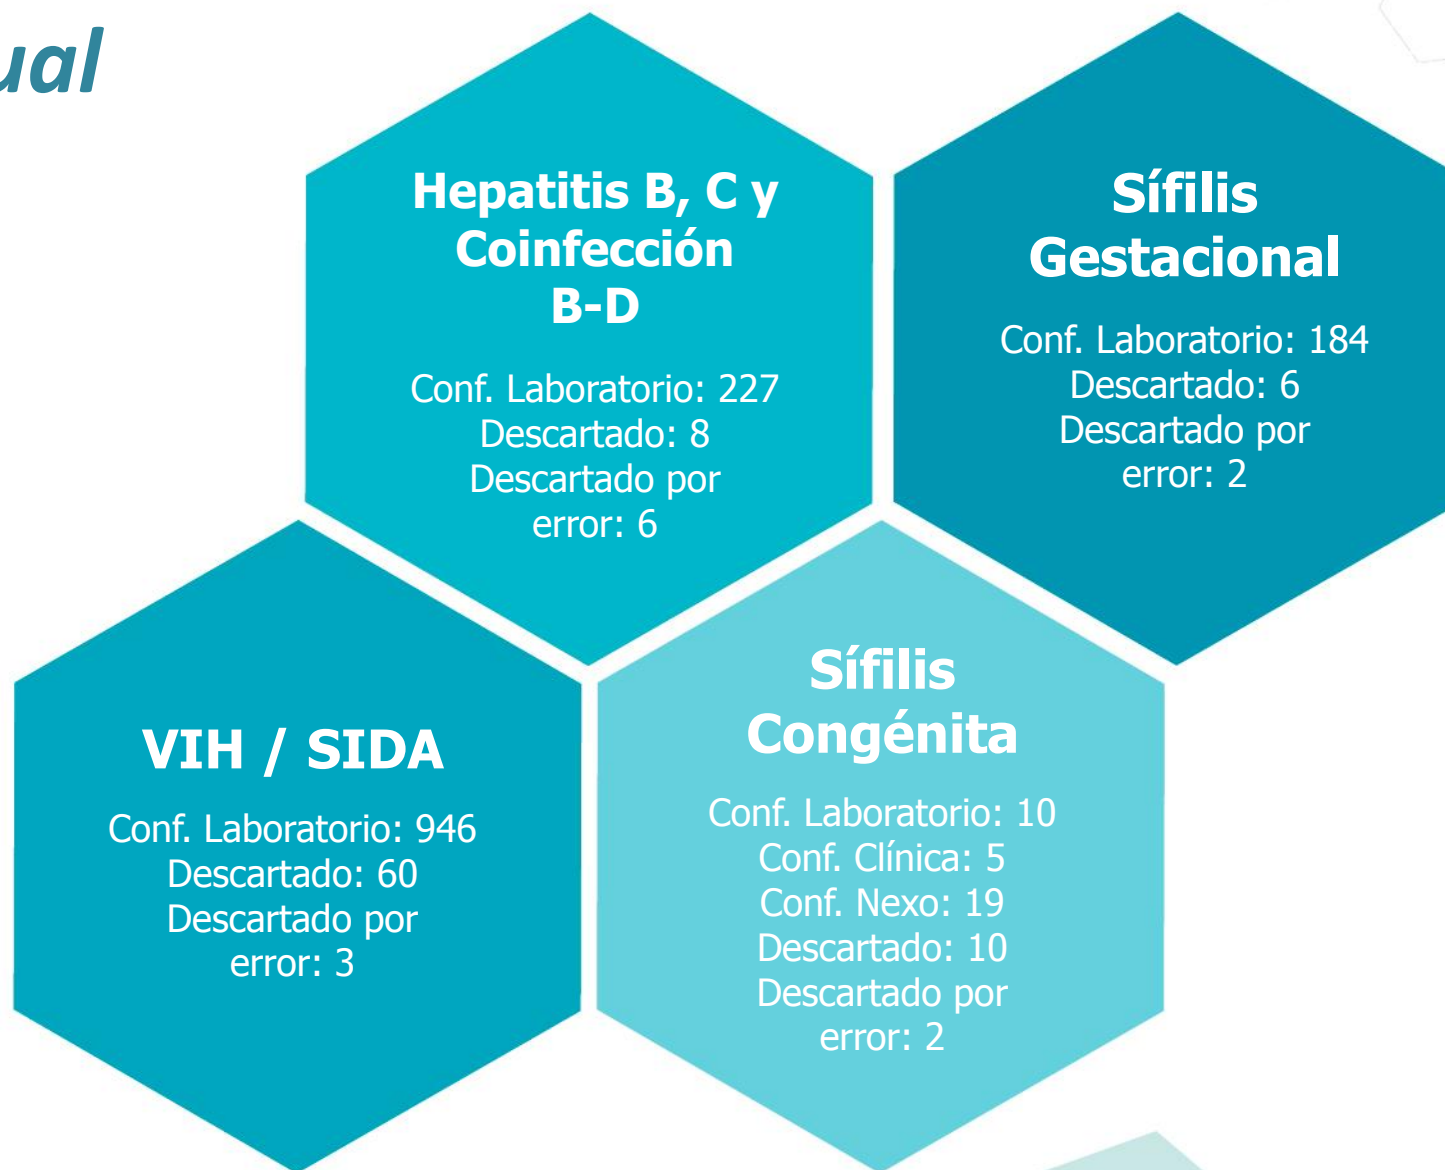 ual
Hepatitis B, C y
Coinfección
B-D
Conf. Laboratorio: 227
Descartado: 8
Descartado por
error: 6
Sífilis
Gestacional
Conf. Laboratorio: 184
Descartado: 6
Descartado por
error: 2
VIH / SIDA
Conf. Laboratorio: 946
Descartado: 60
Descartado por
error: 3
Sífilis
Congénita
Conf. Laboratorio: 10
Conf. Clínica: 5
Conf. Nexo: 19
Descartado: 10
Descartado por
error: 2